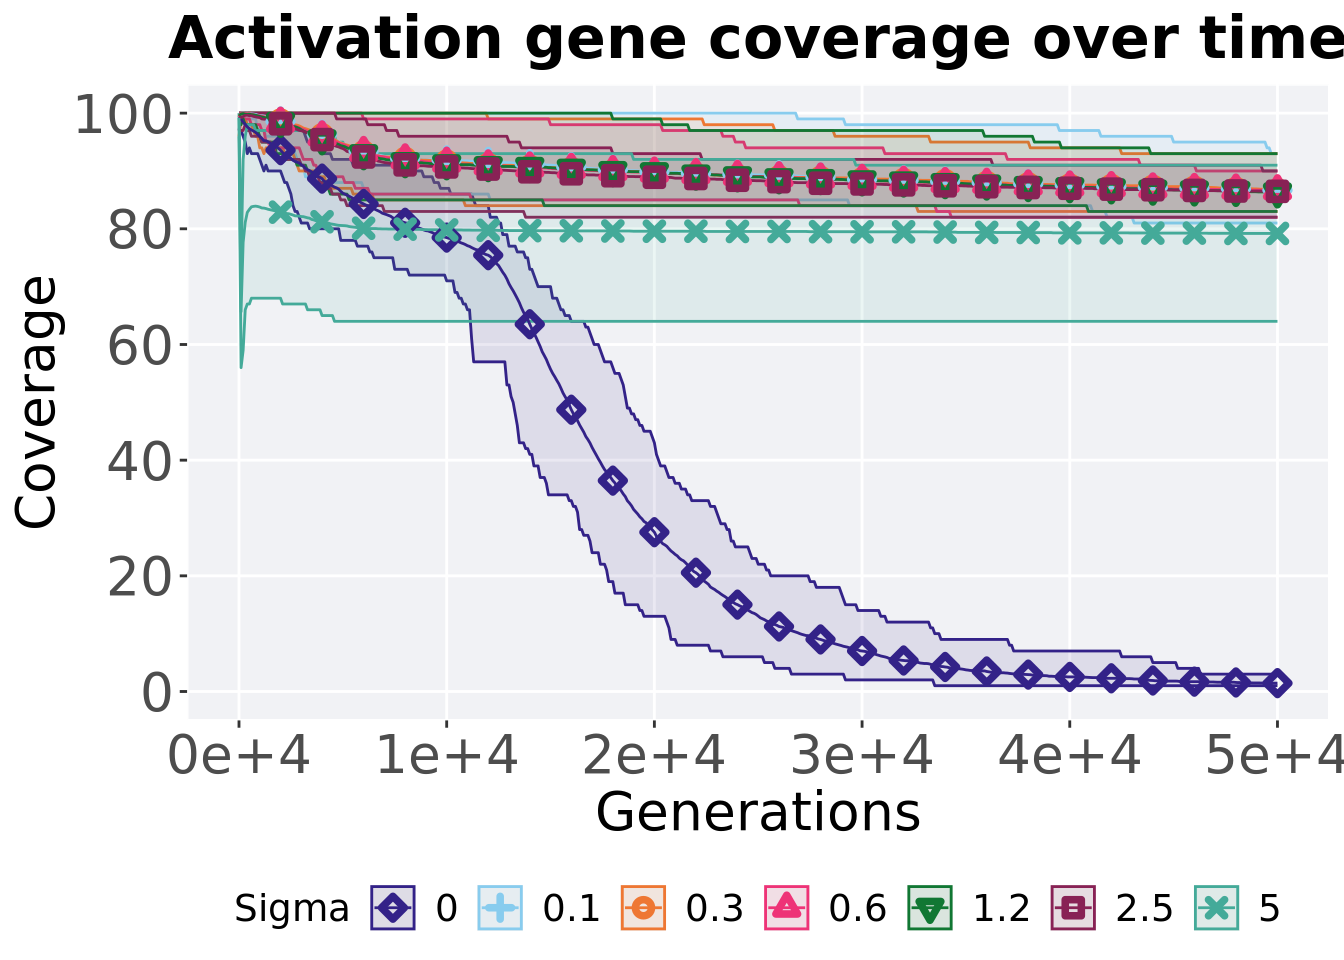 Activation gene coverage over time
Coverage
100
80
60
40
20
0
0e+4 1e+4 2e+4 3e+4 4e+4 5e+4
Generations
Sigma 0 0.1 0.3 0.6 1.2 2.5 5